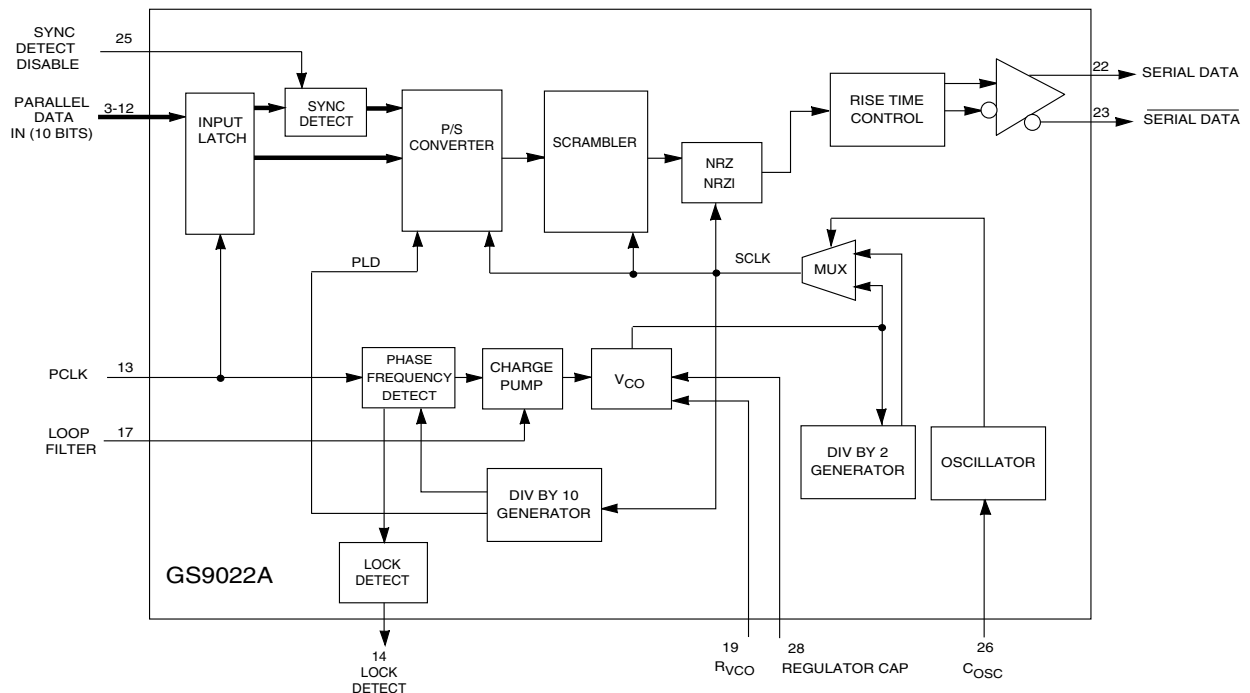 SYNC
DETECT
DISABLE
25
PARALLEL
DATA
IN (10 BITS)
3-12
INPUT
LATCH
SYNC
DETECT
P/S
CONVERTER
SCRAMBLER
NRZ
NRZI
RISE TIME
CONTROL
22
SERIAL DATA
23
SERIAL DATA
PLD
SCLK
MUX
PCLK
13
PHASE
FREQUENCY
DETECT
CHARGE
PUMP
VCO
LOOP
FILTER
17
DIV BY 2
GENERATOR
OSCILLATOR
DIV BY 10
GENERATOR
LOCK
DETECT
GS9022A
14
LOCK
DETECT
19
RVCO
28
REGULATOR CAP
26
COSC